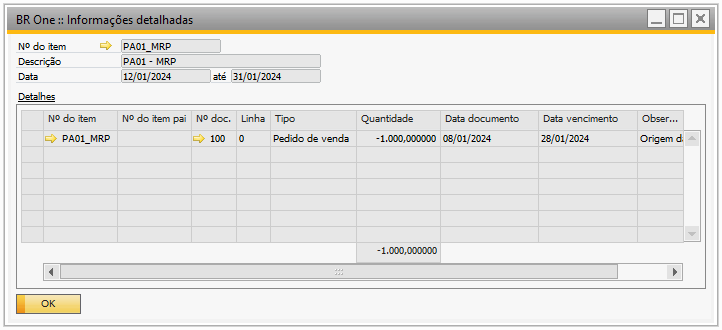 BR One :: Informações detalhadas
Nº do item PA01_MRP
Descrição PA01 - MRP
Data 12/01/2024 até 31/01/2024
Detalhes
Nº do item Nº do item pai Nº doc. Linha Tipo Quantidade Data documento Data vencimento Obser...
PA01_MRP 100 0 Pedido de venda -1.000,000000 08/01/2024 28/01/2024 Origem da
-1.000,000000
OK